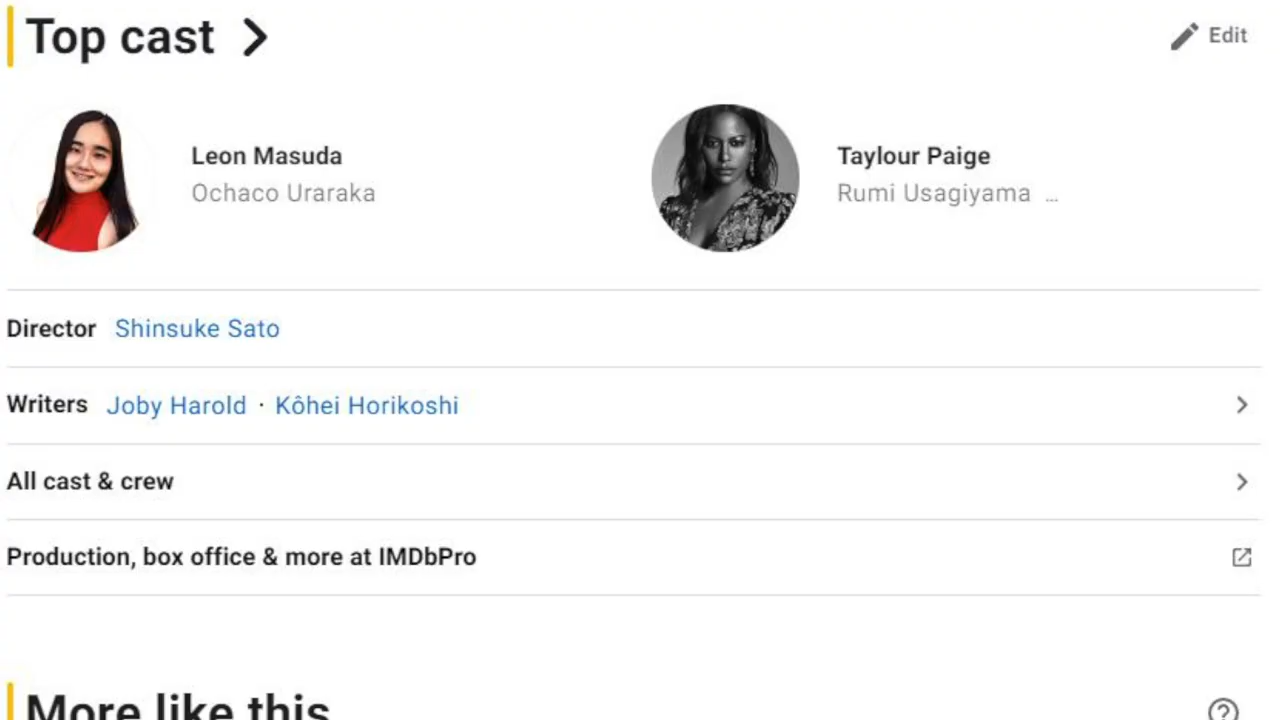 Top cast
Edit
Leon Masuda
Ochaco Uraraka
Taylour Paige
Rumi Usagiyama ...
Director Shinsuke Sato
Writers Joby Harold · Kôhei Horikoshi
All cast & crew
Production, box office & more at IMDbPro
More like this